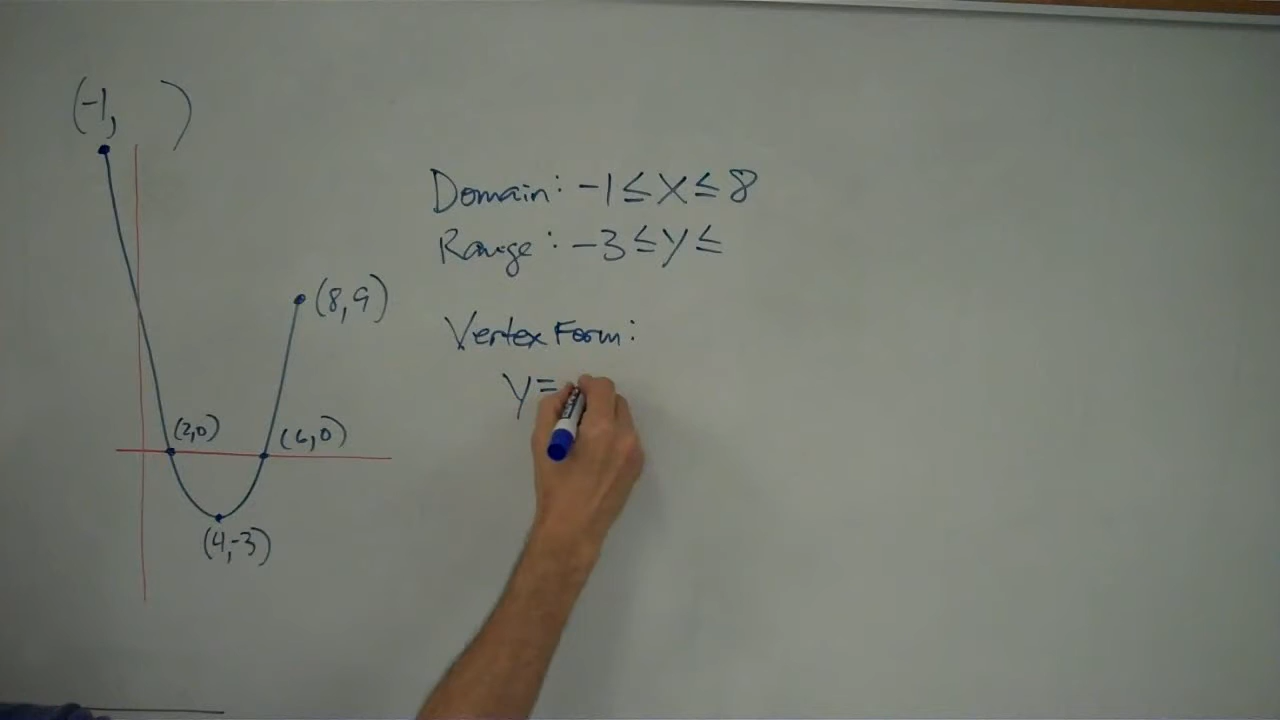 (-1, )
Domain: -1≤x≤8
Range: -3≤y≤
(8,9)
Vertex Form:
y=
(2,0)
(6,0)
(4,-3)